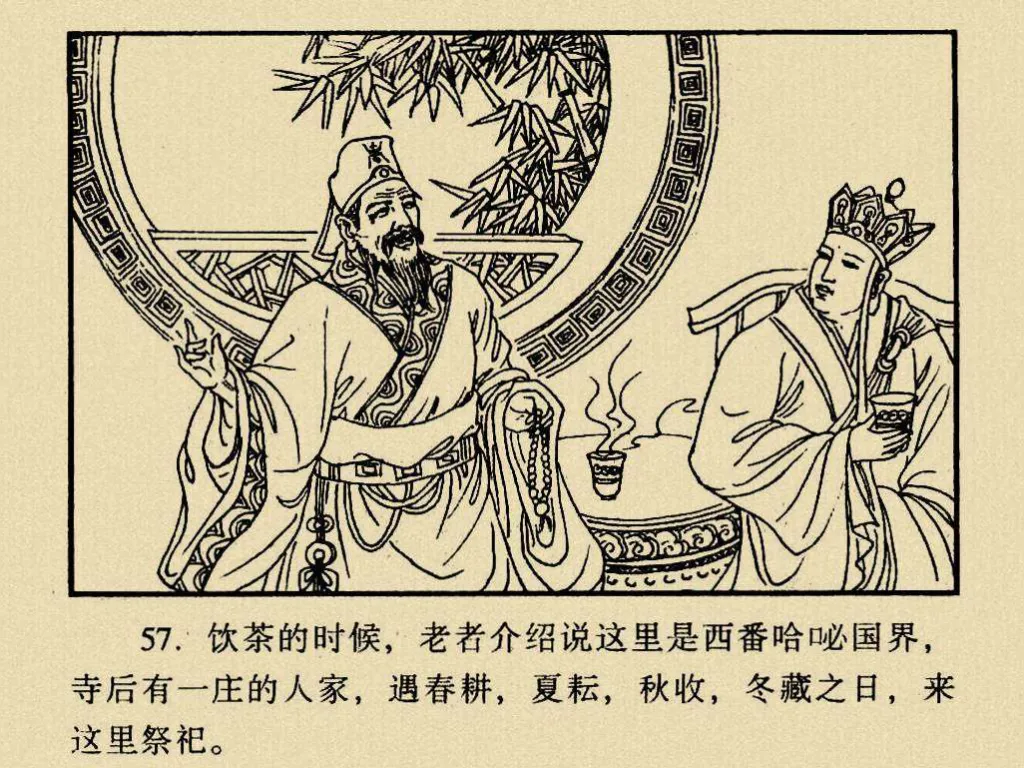 57. 饮茶的时候，老者介绍说这里是西番哈咇国界，
寺后有一庄的人家，遇春耕，夏耘，秋收，冬藏之日，来
这里祭祀。